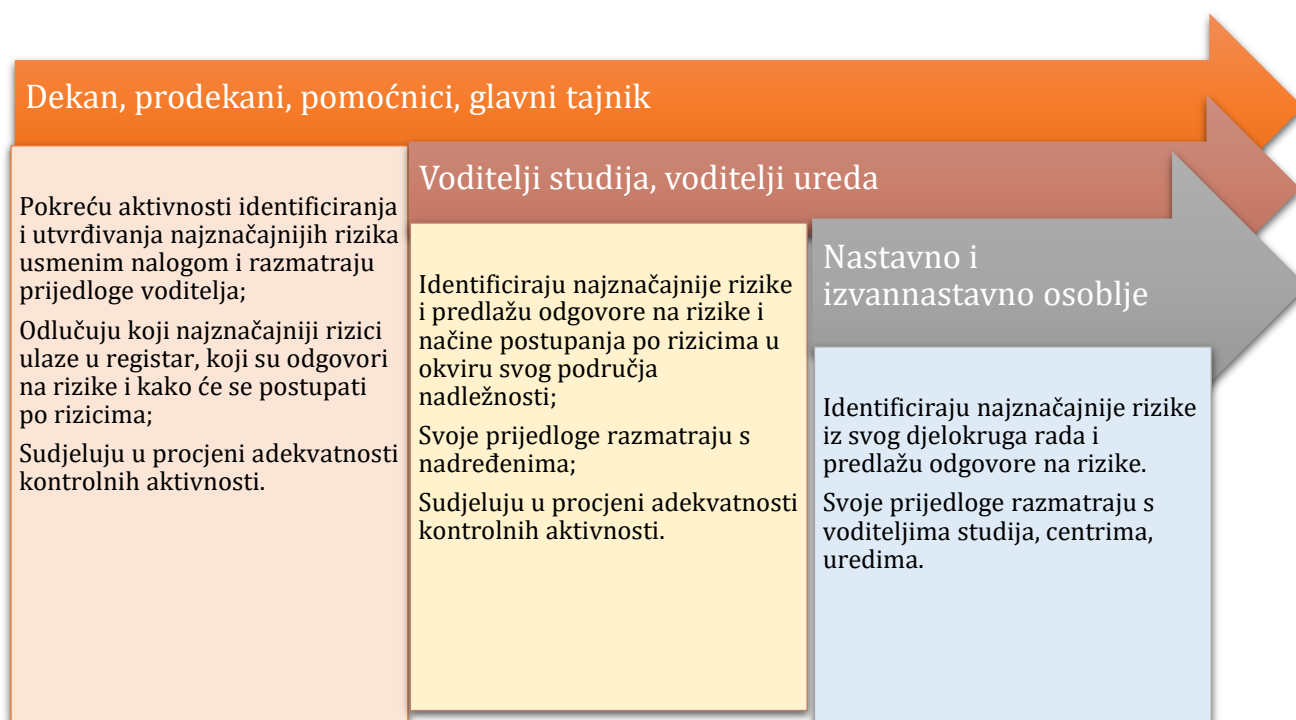 Dekan, prodekani, pomoćnici, glavni tajnik
Pokreću aktivnosti identificiranja
i utvrđivanja najznačajnijih rizika
usmenim nalogom i razmatraju
prijedloge voditelja;
Odlučuju koji najznačajniji rizici
ulaze u registar, koji su odgovori
na rizike i kako će se postupati
po rizicima;
Sudjeluju u procjeni adekvatnosti
kontrolnih aktivnosti.
Voditelji studija, voditelji ureda
Identificiraju najznačajnije rizike
i predlažu odgovore na rizike i
načine postupanja po rizicima u
okviru svog područja
nadležnosti;
Svoje prijedloge razmatraju s
nadređenima;
Sudjeluju u procjeni adekvatnosti
kontrolnih aktivnosti.
Nastavno i
izvannastavno osoblje
Identificiraju najznačajnije rizike
iz svog djelokruga rada i
predlažu odgovore na rizike.
Svoje prijedloge razmatraju s
voditeljima studija, centrima,
uredima.